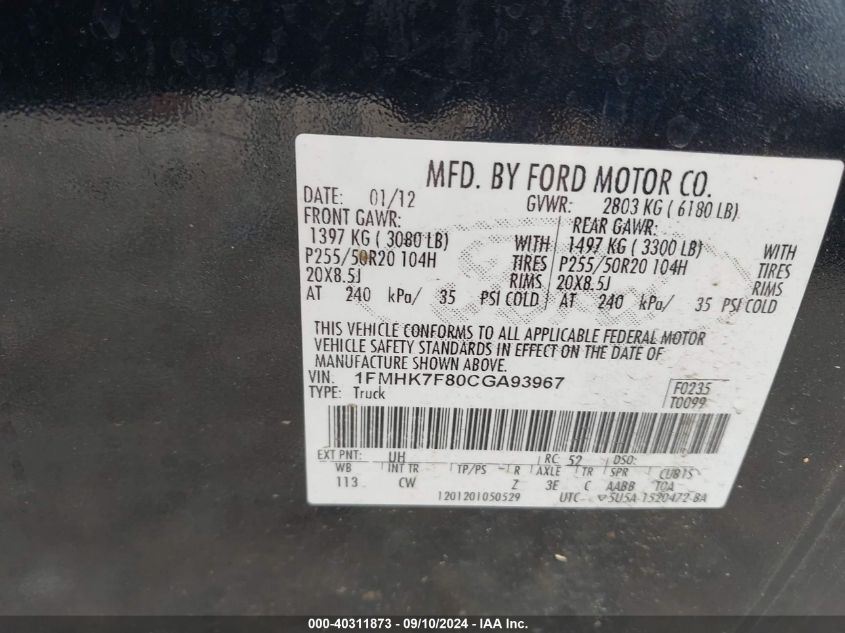 MFD. BY FORD MOTOR CO.
DATE: 01/12 GVWR: 2803 KG ( 6180 LB)
FRONT GAWR: REAR GAWR:
1397 KG ( 3080 LB) WITH 1497 KG ( 3300 LB) WITH
P255/50R20 104H TIRES P255/50R20 104H TIRES
20X8.5J RIMS 20X8.5J RIMS
AT 240 kPa/ 35 PSI COLD AT 240 kPa/ 35 PSI COLD
THIS VEHICLE CONFORMS TO ALL APPLICABLE FEDERAL MOTOR
VEHICLE SAFETY STANDARDS IN EFFECT ON THE DATE OF
MANUFACTURE SHOWN ABOVE.
VIN: 1FMHK7F80CGA93967 F0235
TYPE: Truck T0099
EXT PNT: UH RC: 52 DSO:
WB INT TR TP/PS R AXLE TR SPR
113 CW Z 3E C AABB
1201201050529 UTC 5U5A-1520472-BA
000-40311873 - 09/10/2024 - IAA Inc.